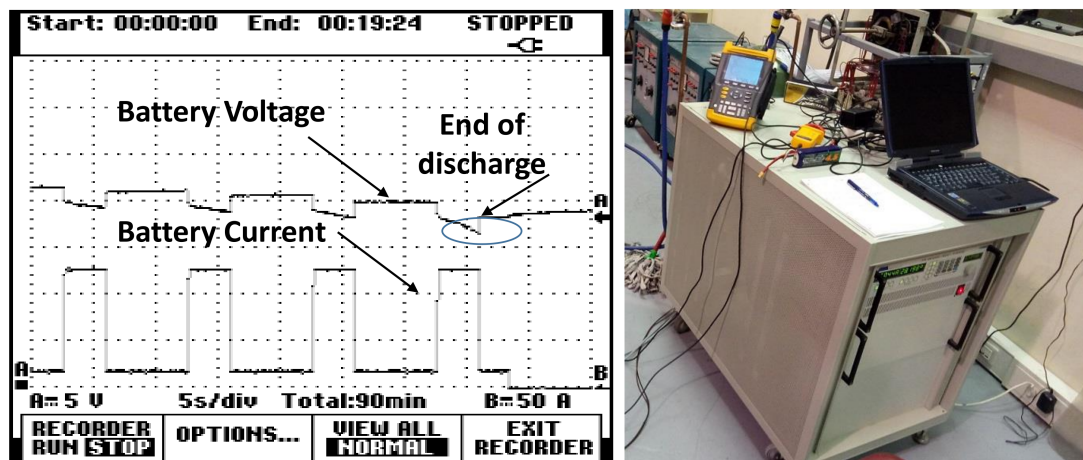 Start: 00:00:00 End: 00:19:24 STOPPED
Battery Voltage
End of
discharge
A
Battery Current
A
B
A= 5 V 5s/div Total:90min B=50 A
RECORDER
RUN STOP
OPTIONS...
VIEW ALL
NORMAL
EXIT
RECORDER